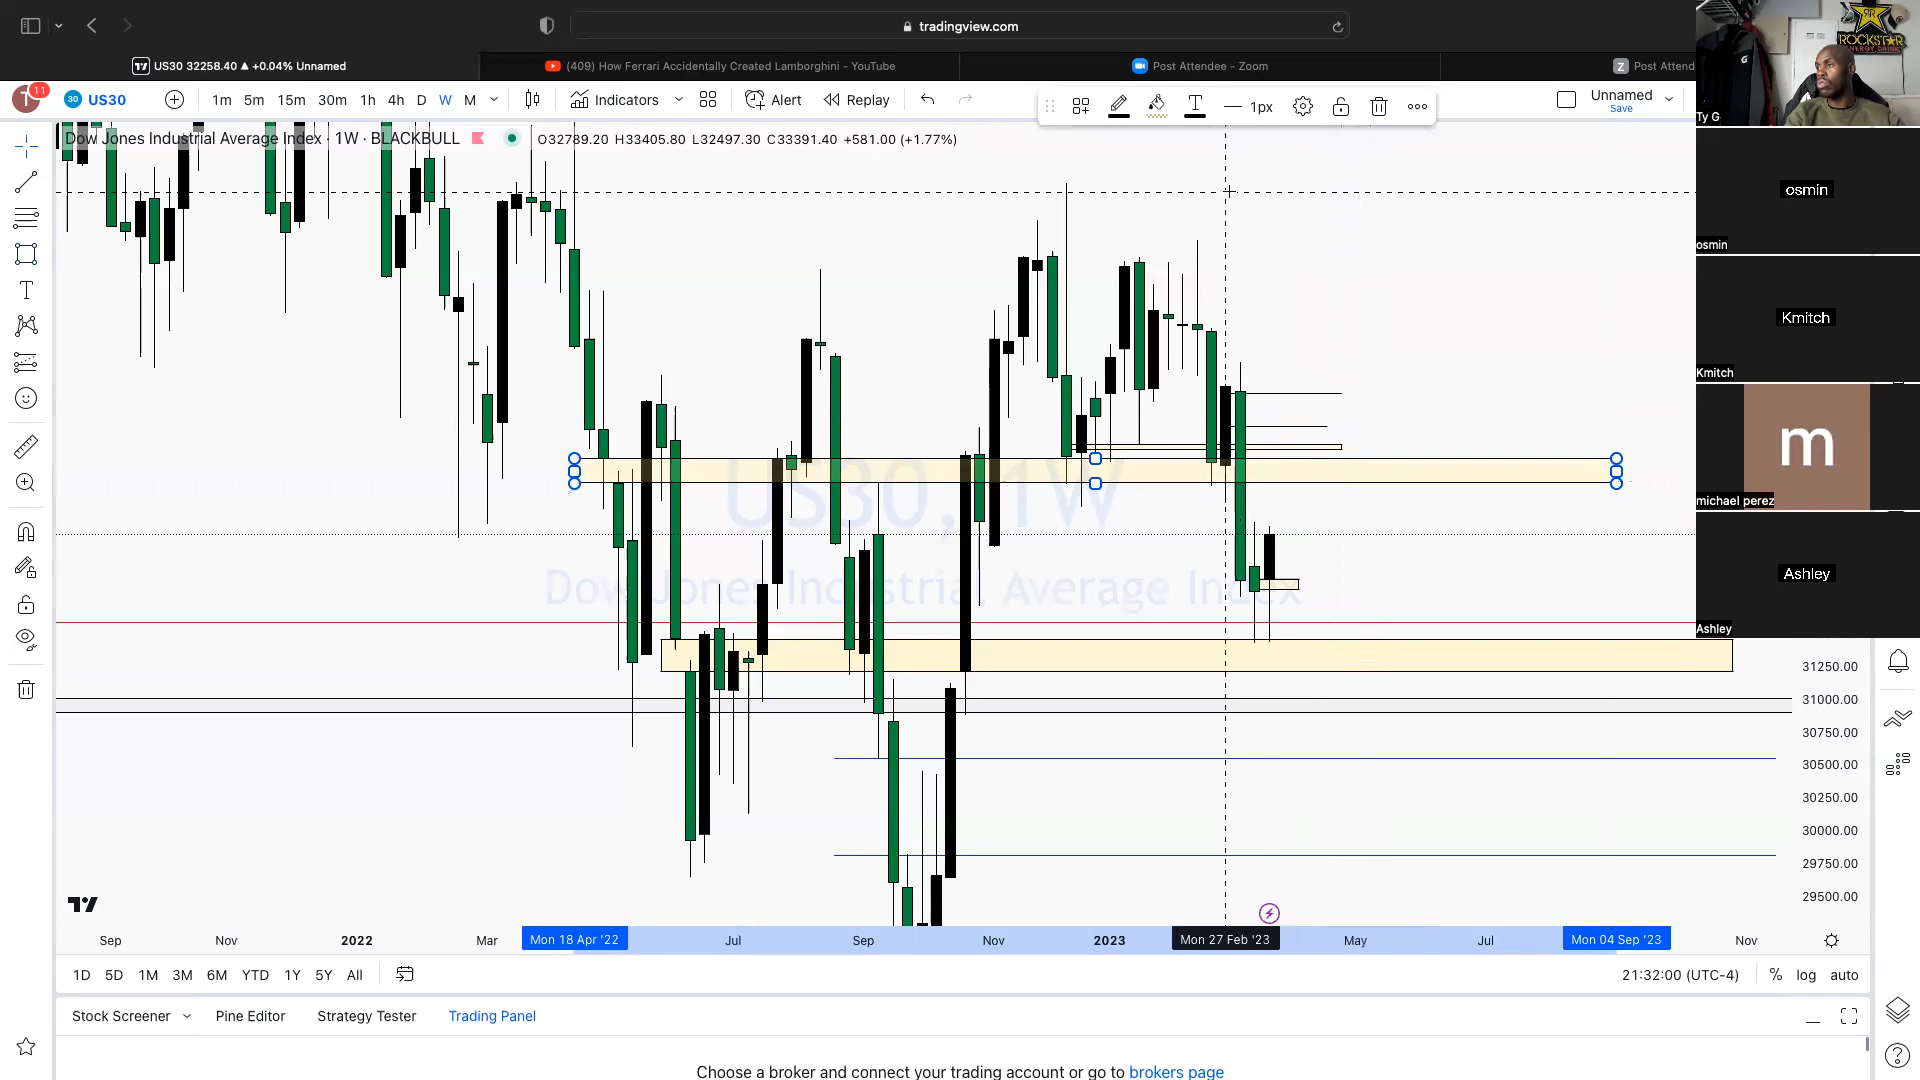 tradingview.com
US30 32258.40 ▲ +0.04% Unnamed
(409) How Ferrari Accidentally Created Lamborghini - YouTube
Post Attendee - Zoom
Z Post Attend
ROCKSTAR
ENERGY DRINK
Ty G
T 11
30 US30
1m 5m 15m 30m 1h 4h D W M
Indicators
Alert
Replay
1px
Unnamed
Save
Dow Jones Industrial Average Index · 1W · BLACKBULL
O32789.20 H33405.80 L32497.30 C33391.40 +581.00 (+1.77%)
osmin
osmin
Kmitch
Kmitch
m
michael perez
Ashley
Ashley
US30, 1W
Dow Jones Industrial Average Index
31250.00
31000.00
30750.00
30500.00
30250.00
30000.00
29750.00
29500.00
Sep Nov 2022 Mar Mon 18 Apr '22 Jul Sep Nov 2023 Mon 27 Feb '23 May Jul Mon 04 Sep '23 Nov
1D 5D 1M 3M 6M YTD 1Y 5Y All
21:32:00 (UTC-4) % log auto
Stock Screener Pine Editor Strategy Tester Trading Panel
Choose a broker and connect your trading account or go to brokers page